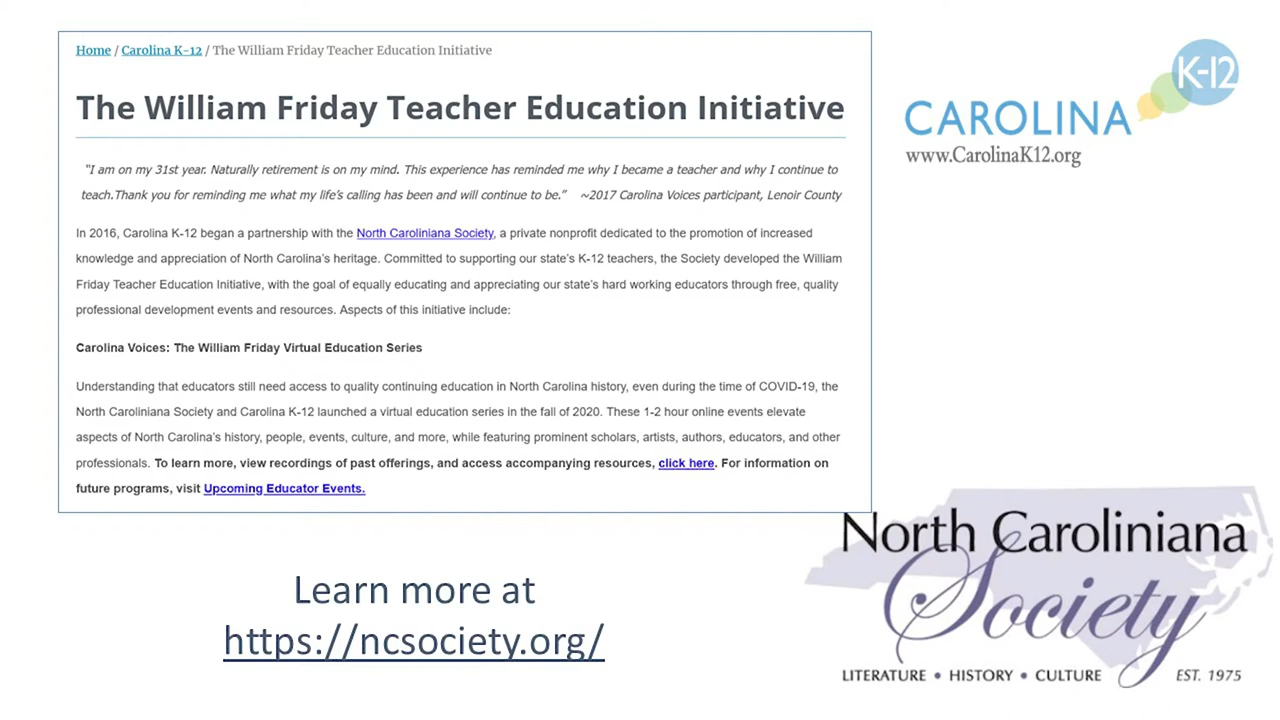 Home / Carolina K-12 / The William Friday Teacher Education Initiative
The William Friday Teacher Education Initiative
"I am on my 31st year. Naturally retirement is on my mind. This experience has reminded me why I became a teacher and why I continue to
teach.Thank you for reminding me what my life's calling has been and will continue to be." ~2017 Carolina Voices participant, Lenoir County
In 2016, Carolina K-12 began a partnership with the North Caroliniana Society, a private nonprofit dedicated to the promotion of increased
knowledge and appreciation of North Carolina's heritage. Committed to supporting our state's K-12 teachers, the Society developed the William
Friday Teacher Education Initiative, with the goal of equally educating and appreciating our state's hard working educators through free, quality
professional development events and resources. Aspects of this initiative include:
Carolina Voices: The William Friday Virtual Education Series
Understanding that educators still need access to quality continuing education in North Carolina history, even during the time of COVID-19, the
North Caroliniana Society and Carolina K-12 launched a virtual education series in the fall of 2020. These 1-2 hour online events elevate
aspects of North Carolina's history, people, events, culture, and more, while featuring prominent scholars, artists, authors, educators, and other
professionals. To learn more, view recordings of past offerings, and access accompanying resources, click here. For information on
future programs, visit Upcoming Educator Events.
CAROLINA K-12
www.CarolinaK12.org
Learn more at
https://ncsociety.org/
North Caroliniana
Society
LITERATURE • HISTORY • CULTURE EST. 1975